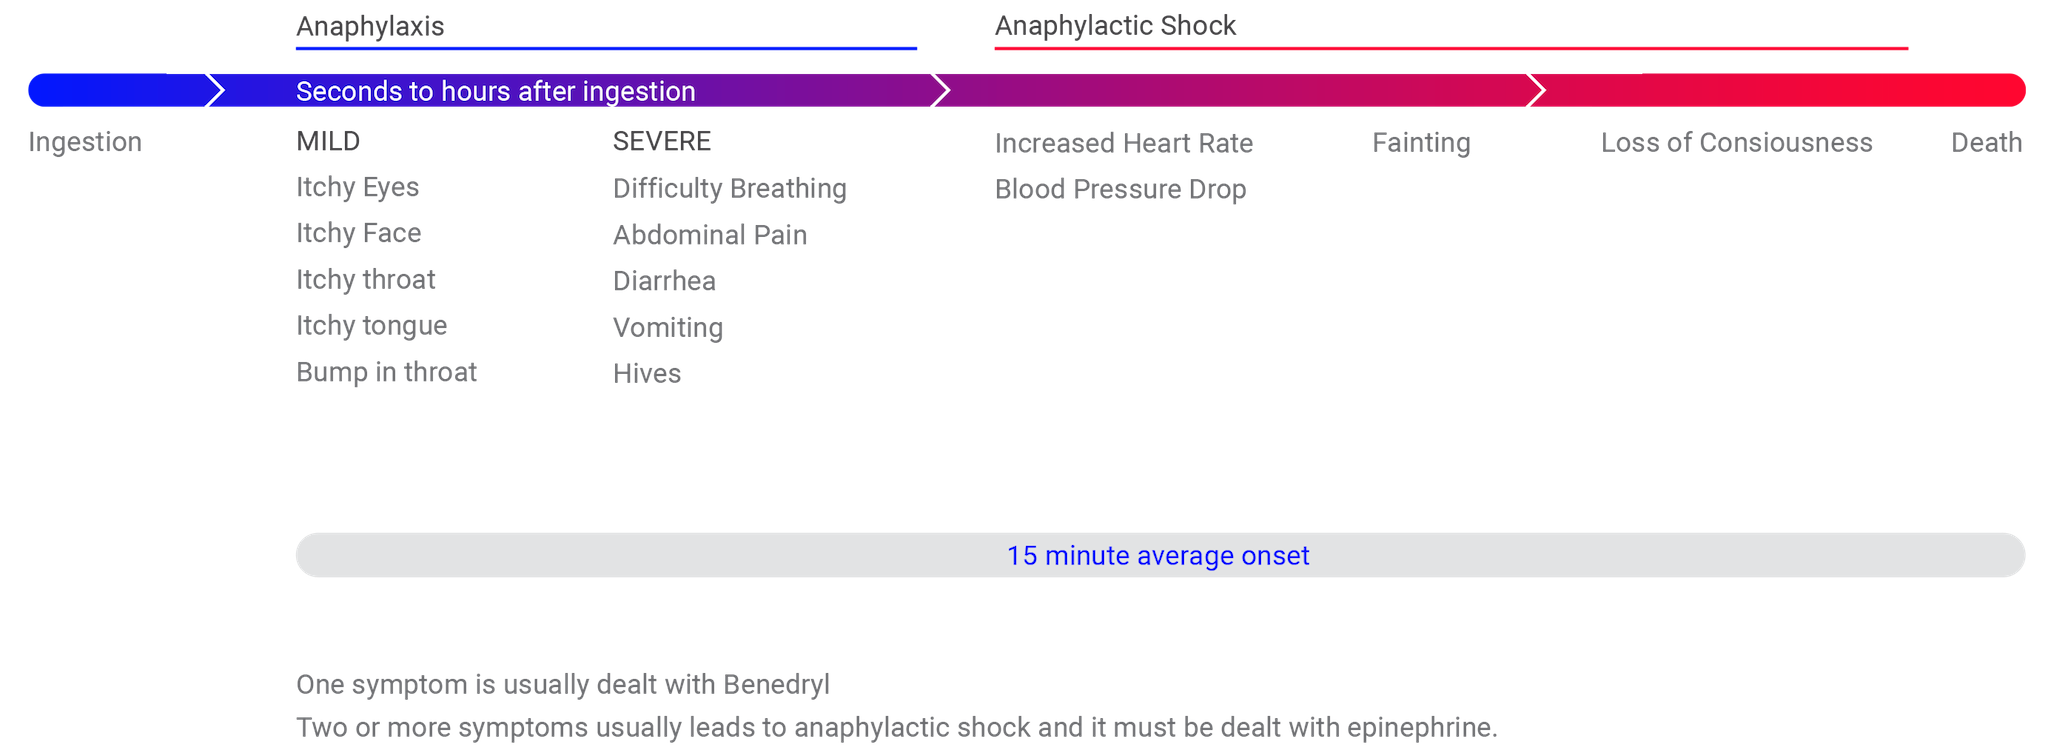 Anaphylaxis
Anaphylactic Shock
Seconds to hours after ingestion
Ingestion
MILD
Itchy Eyes
Itchy Face
Itchy throat
Itchy tongue
Bump in throat
SEVERE
Difficulty Breathing
Abdominal Pain
Diarrhea
Vomiting
Hives
Increased Heart Rate
Blood Pressure Drop
Fainting
Loss of Consiousness
Death
15 minute average onset
One symptom is usually dealt with Benedryl
Two or more symptoms usually leads to anaphylactic shock and it must be dealt with epinephrine.